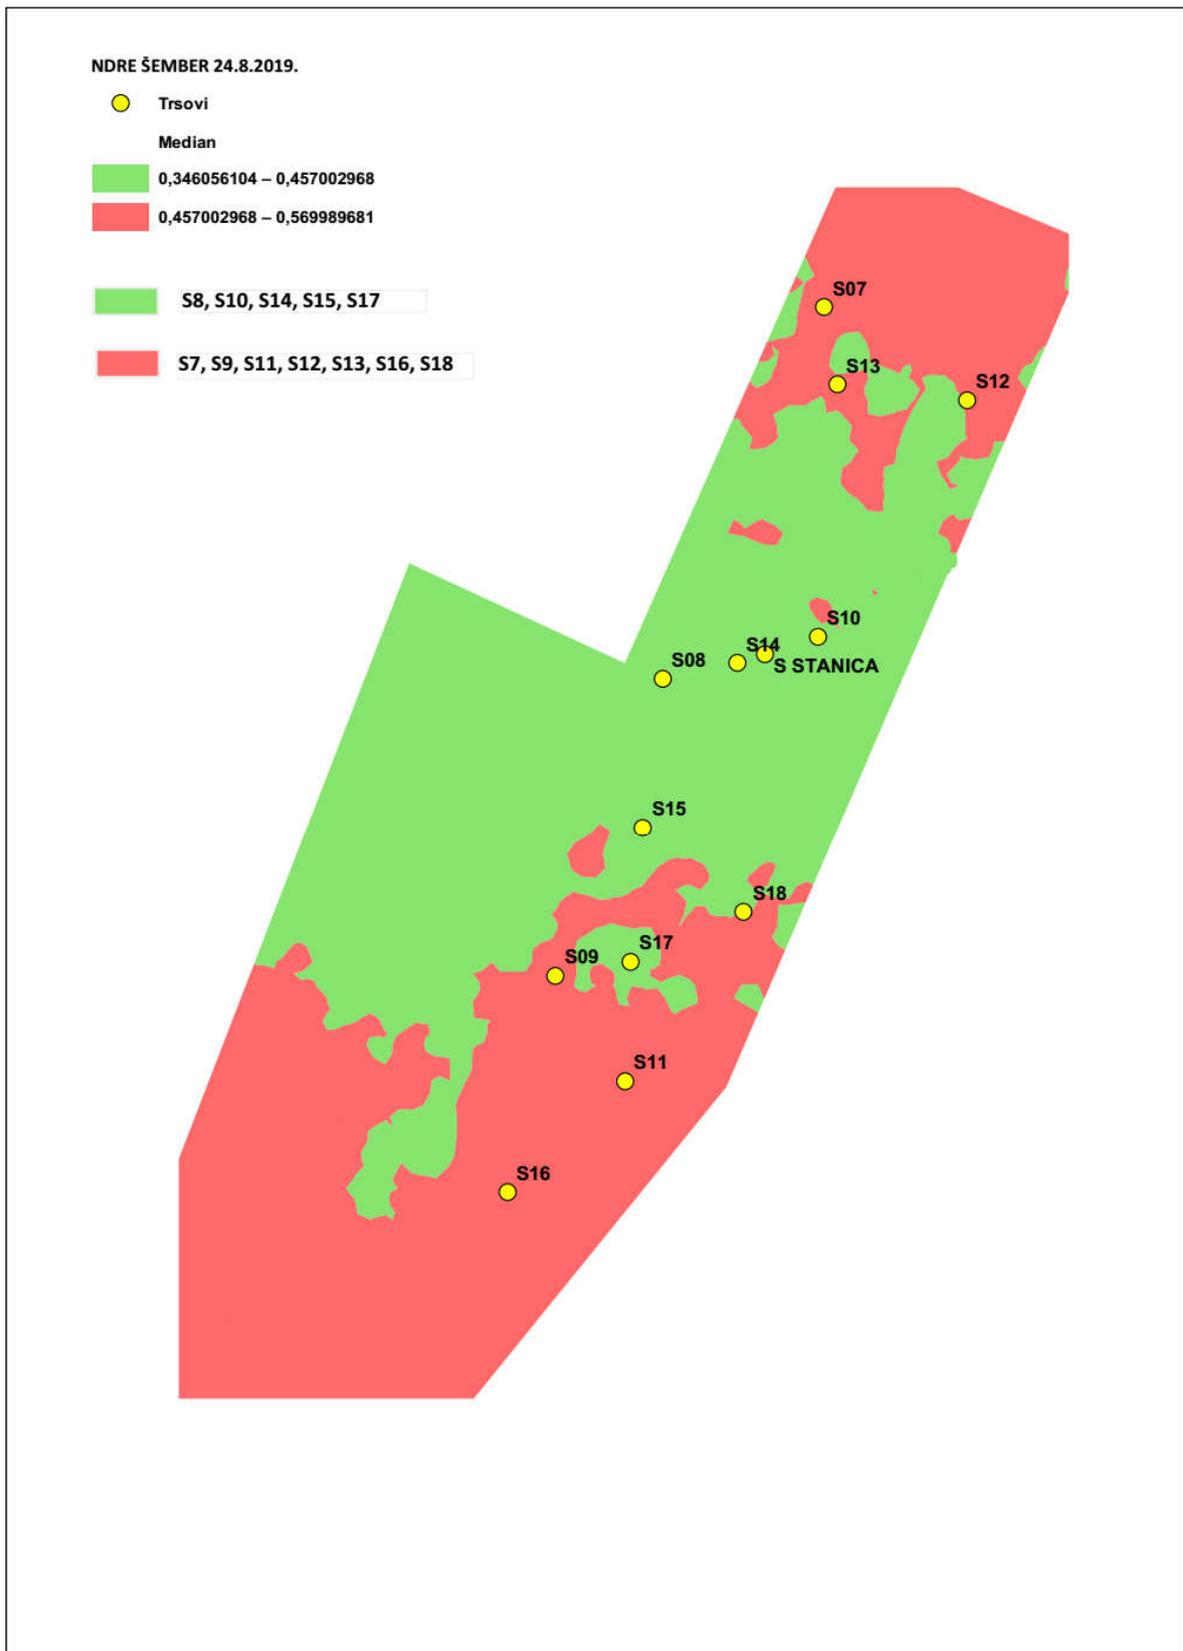 NDRE ŠEMBER 24.8.2019.
Trsovi
Median
0,346056104 – 0,457002968
0,457002968 – 0,569989681
S8, S10, S14, S15, S17
S7, S9, S11, S12, S13, S16, S18
S07
S13
S12
S10
S14
S08
S STANICA
S15
S18
S17
S09
S11
S16